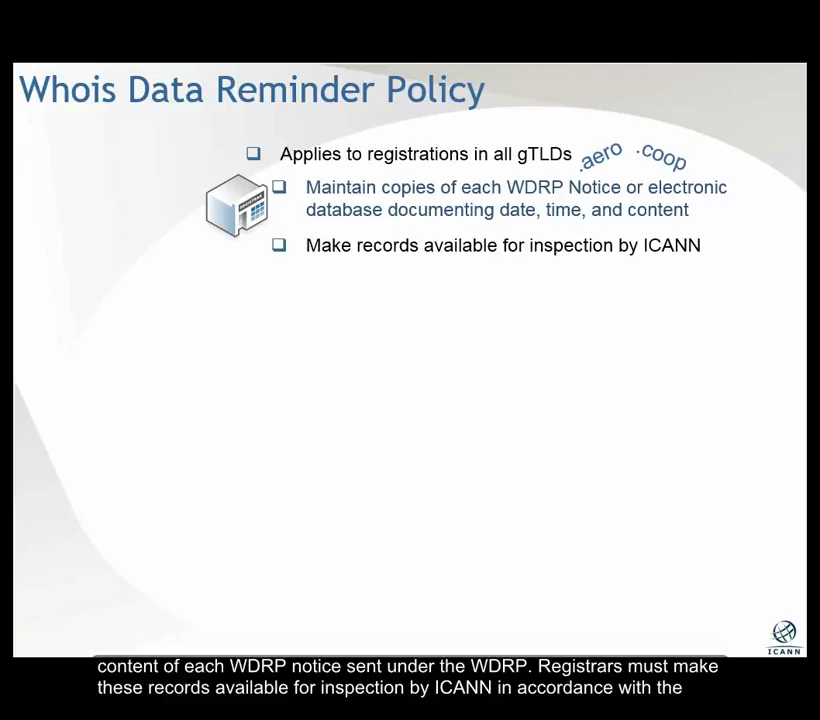 Whois Data Reminder Policy
Applies to registrations in all gTLDs .aero .coop
Maintain copies of each WDRP Notice or electronic
database documenting date, time, and content
REGISTRAR
Make records available for inspection by ICANN
ICANN
content of each WDRP notice sent under the WDRP. Registrars must make
these records available for inspection by ICANN in accordance with the